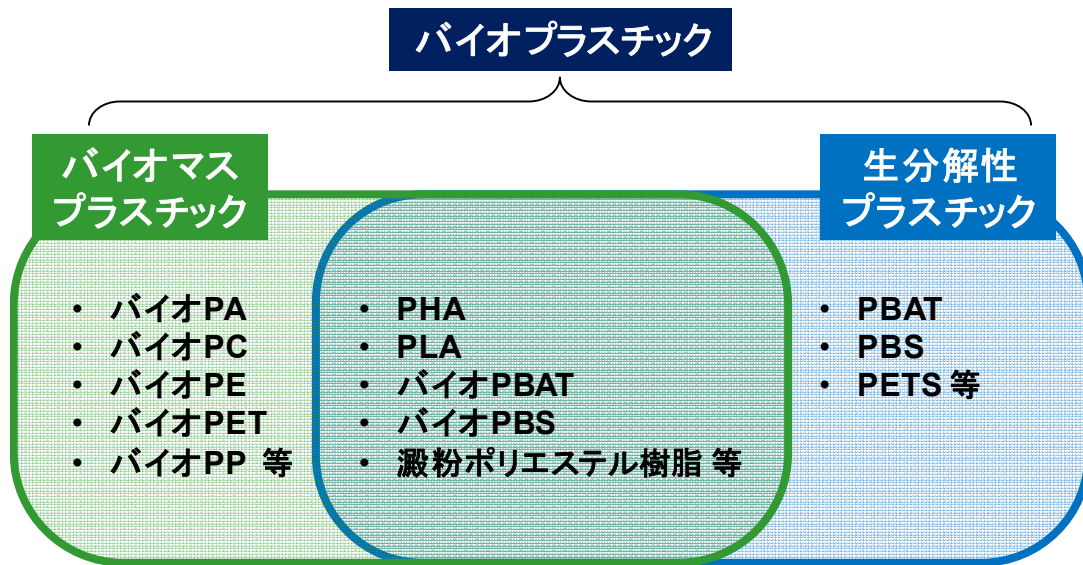 バイオプラスチック
バイオマス
プラスチック
生分解性
プラスチック
• バイオPA
• バイオPC
• バイオPE
• バイオPET
• バイオPP 等
• PHA
• PLA
• バイオPBAT
• バイオPBS
• 澱粉ポリエステル樹脂 等
• PBAT
• PBS
• PETS 等